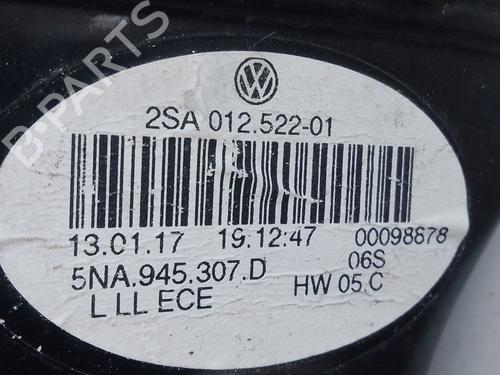 B-PARTS
VW
2SA 012.522-01
13.01.17 19:12:47 00098878
5NA.945.307.D 06S
L LL ECE HW 05.C